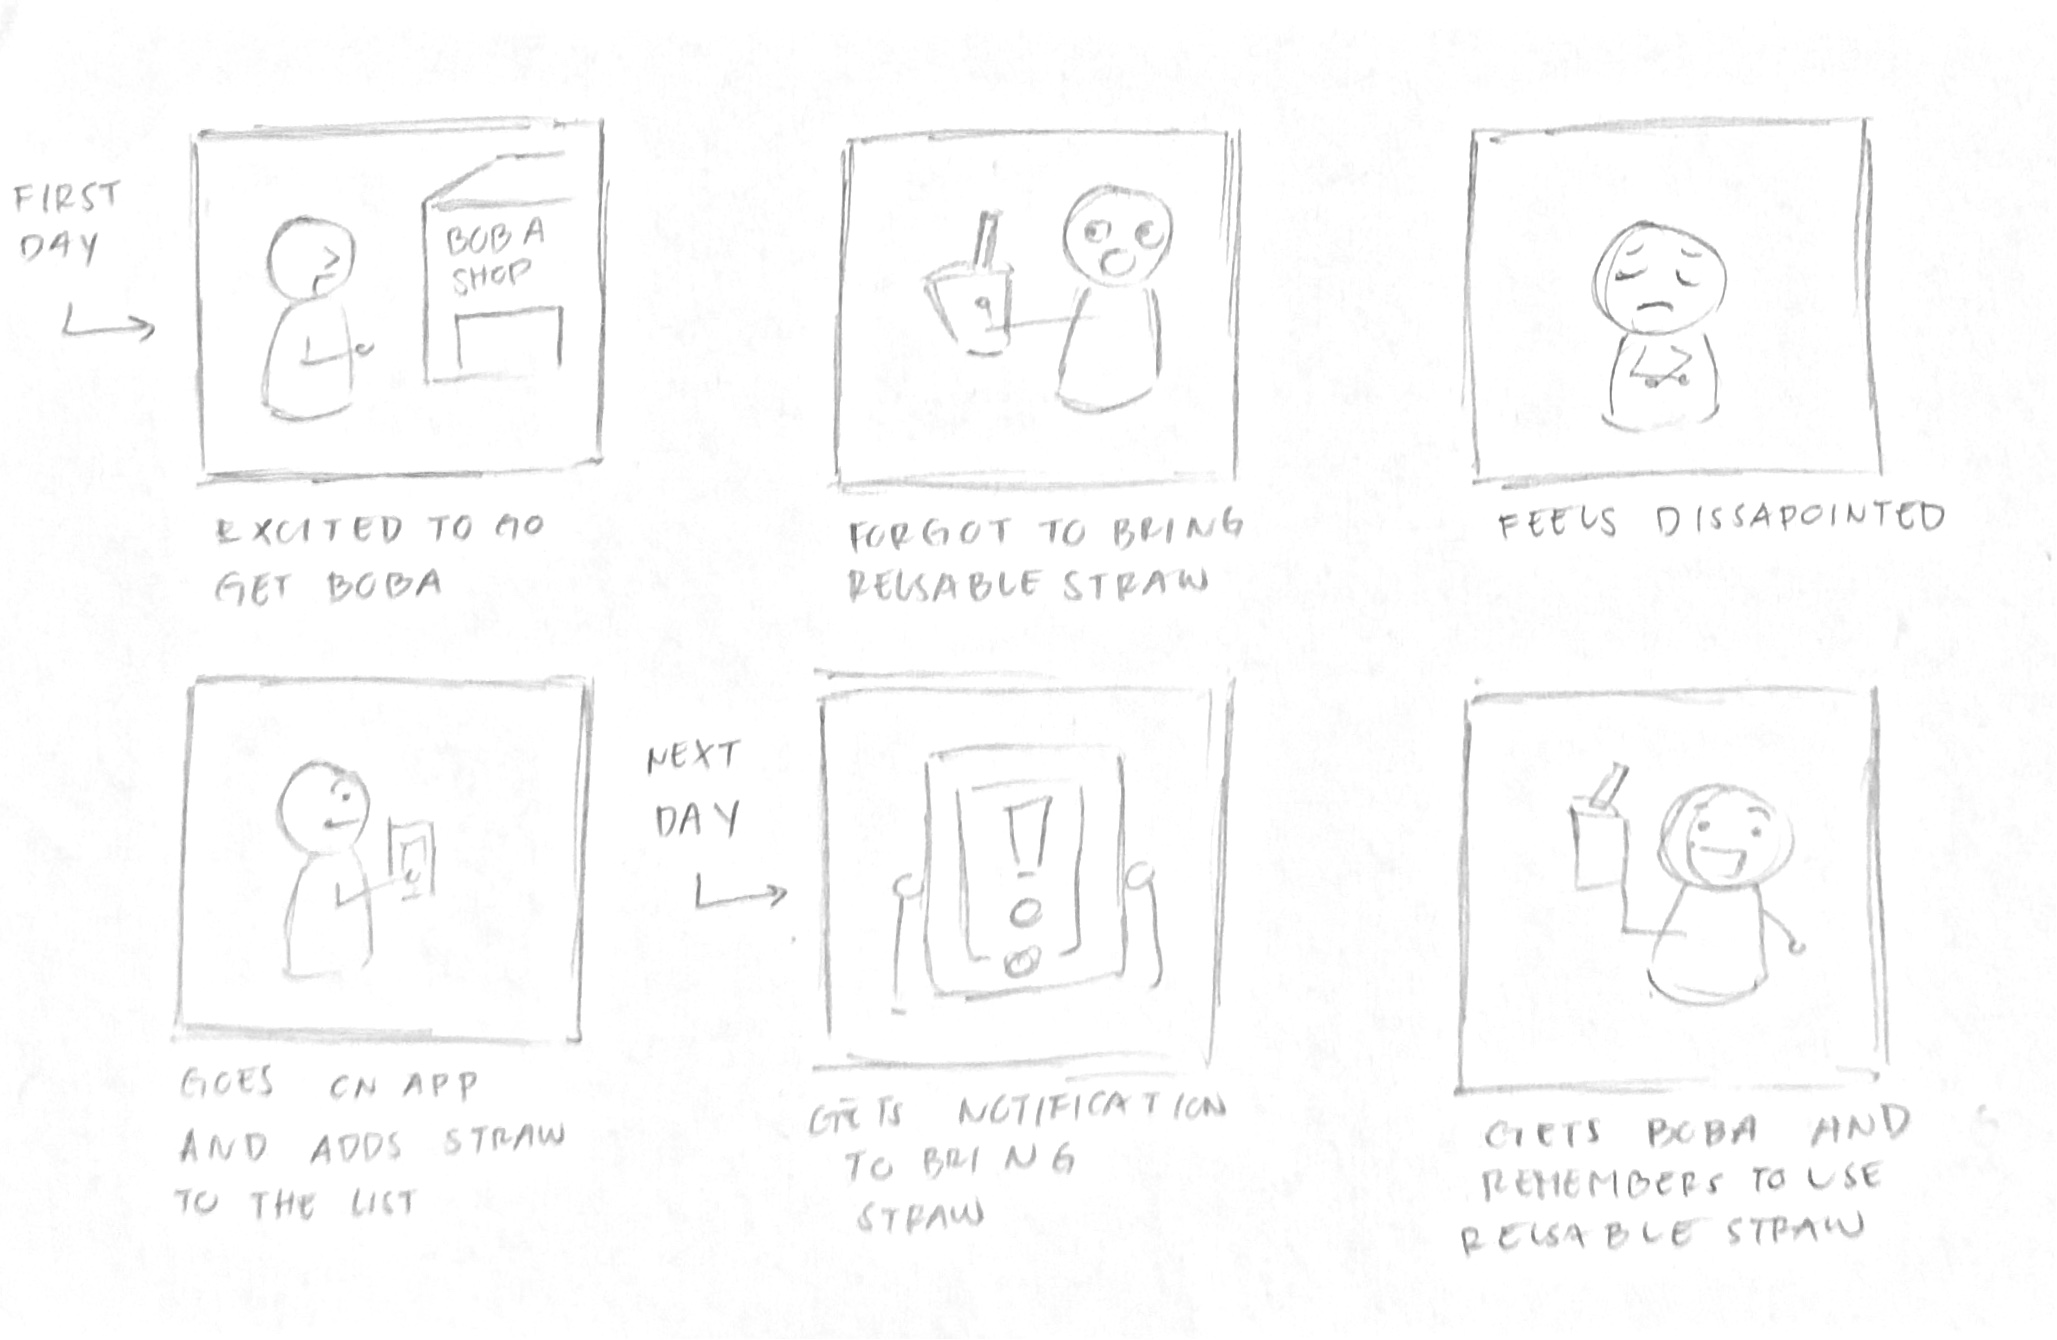 FIRST
DAY
BOBA
SHOP
EXCITED TO GO
GET BOBA
FORGOT TO BRING
REUSABLE STRAW
FEELS DISSAPOINTED
GOES ON APP
AND ADDS STRAW
TO THE LIST
NEXT
DAY
GETS NOTIFICATION
TO BRING
STRAW
GETS BOBA AND
REMEMBERS TO USE
REUSABLE STRAW